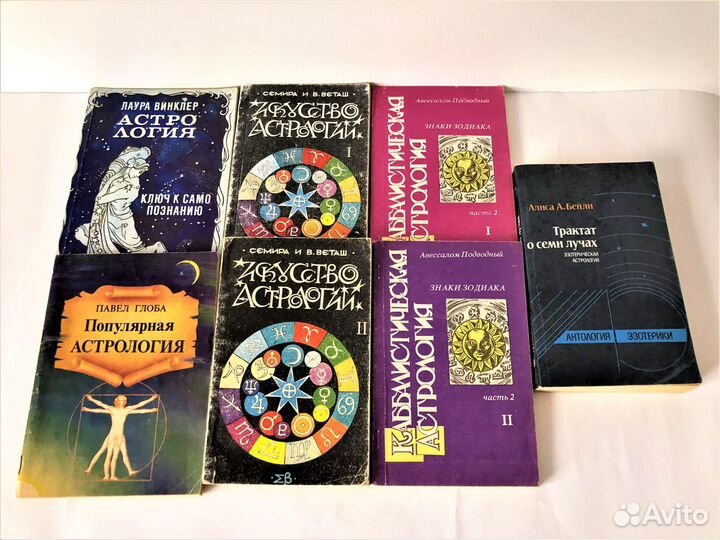 ЛАУРА ВИНКЛЕР
АСТРО
ЛОГИЯ
КЛЮЧ К САМО
ПОЗНАНИЮ
СЕМИРА И В. ВЕТАШ
ИСКУССТВО
АСТРОЛОГИИ
I
Авессалом Подводный
ЗНАКИ ЗОДИАКА
КАББАЛИСТИЧЕСКАЯ
АСТРОЛОГИЯ
часть 2
I
Алиса А. Бейли
Трактат
о семи лучах
ЭЗОТЕРИЧЕСКАЯ
АСТРОЛОГИЯ
АНТОЛОГИЯ ЭЗОТЕРИКИ
ПАВЕЛ ГЛОБА
Популярная
АСТРОЛОГИЯ
СЕМИРА И В. ВЕТАШ
ИСКУССТВО
АСТРОЛОГИИ
II
ΣВ
Авессалом Подводный
ЗНАКИ ЗОДИАКА
КАББАЛИСТИЧЕСКАЯ
АСТРОЛОГИЯ
часть 2
II
Avito